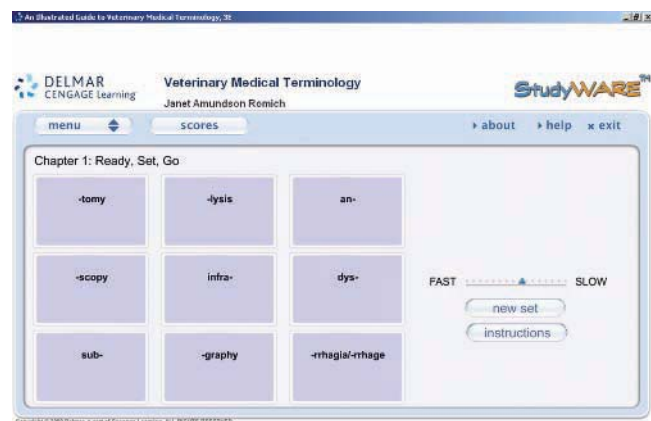 An Illustrated Guide to Veterinary Medical Terminology, 3E
DELMAR
CENGAGE Learning
Veterinary Medical Terminology
Janet Amundson Romich
StudyWARE™
menu
scores
about
help
x exit
Chapter 1: Ready, Set, Go
-tomy
-lysis
an-
-scopy
infra-
dys-
sub-
-graphy
-rrhagia/-rrhage
FAST
SLOW
new set
instructions